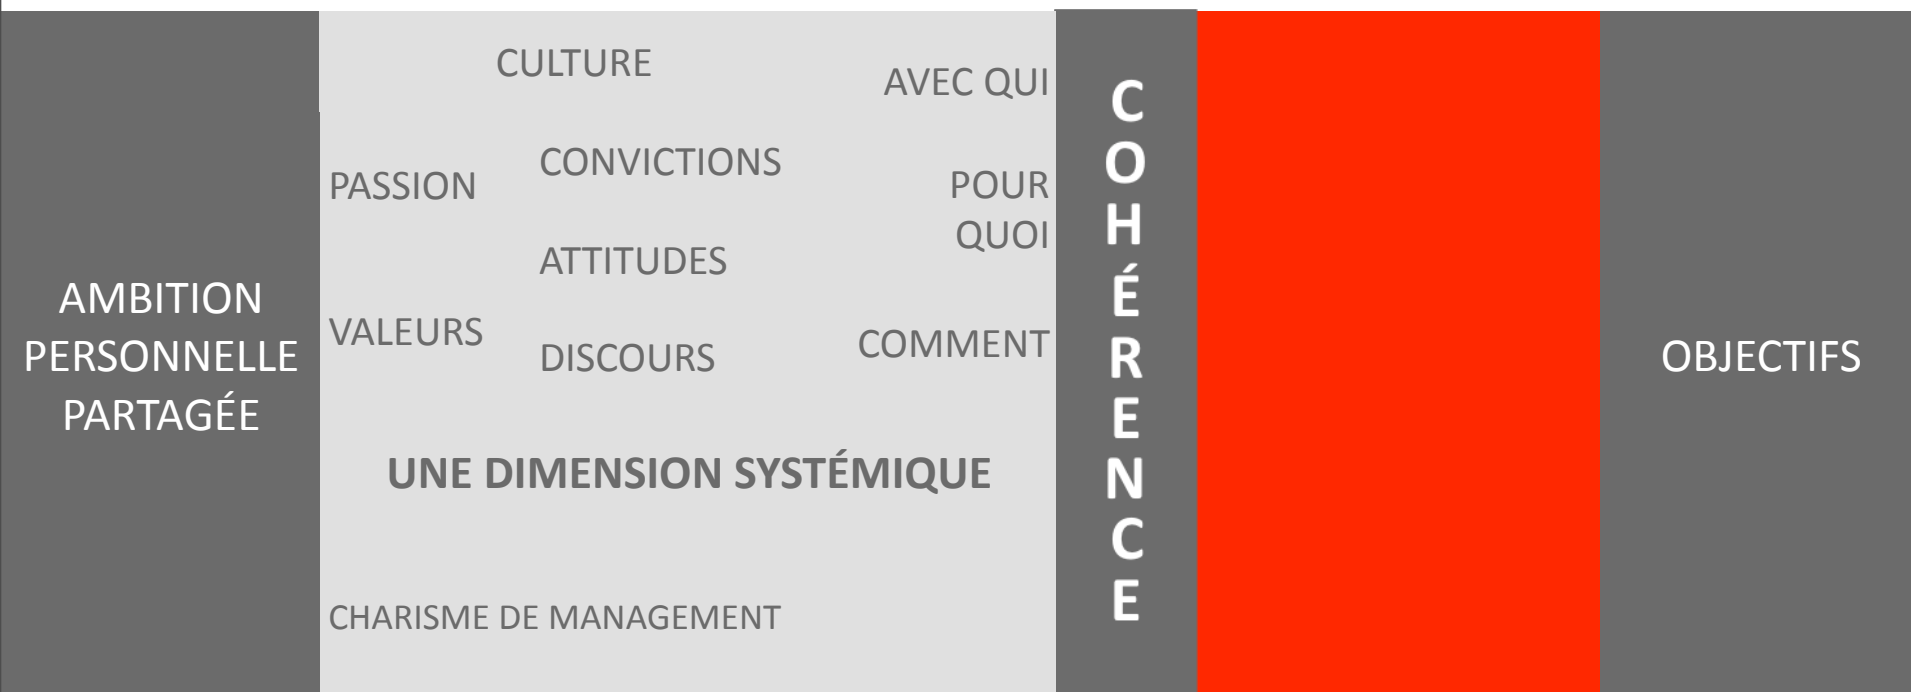 AMBITION
PERSONNELLE
PARTAGÉE
CULTURE
AVEC QUI
PASSION
CONVICTIONS
POUR
QUOI
ATTITUDES
VALEURS
DISCOURS
COMMENT
UNE DIMENSION SYSTÉMIQUE
CHARISME DE MANAGEMENT
COHÉRENCE
OBJECTIFS